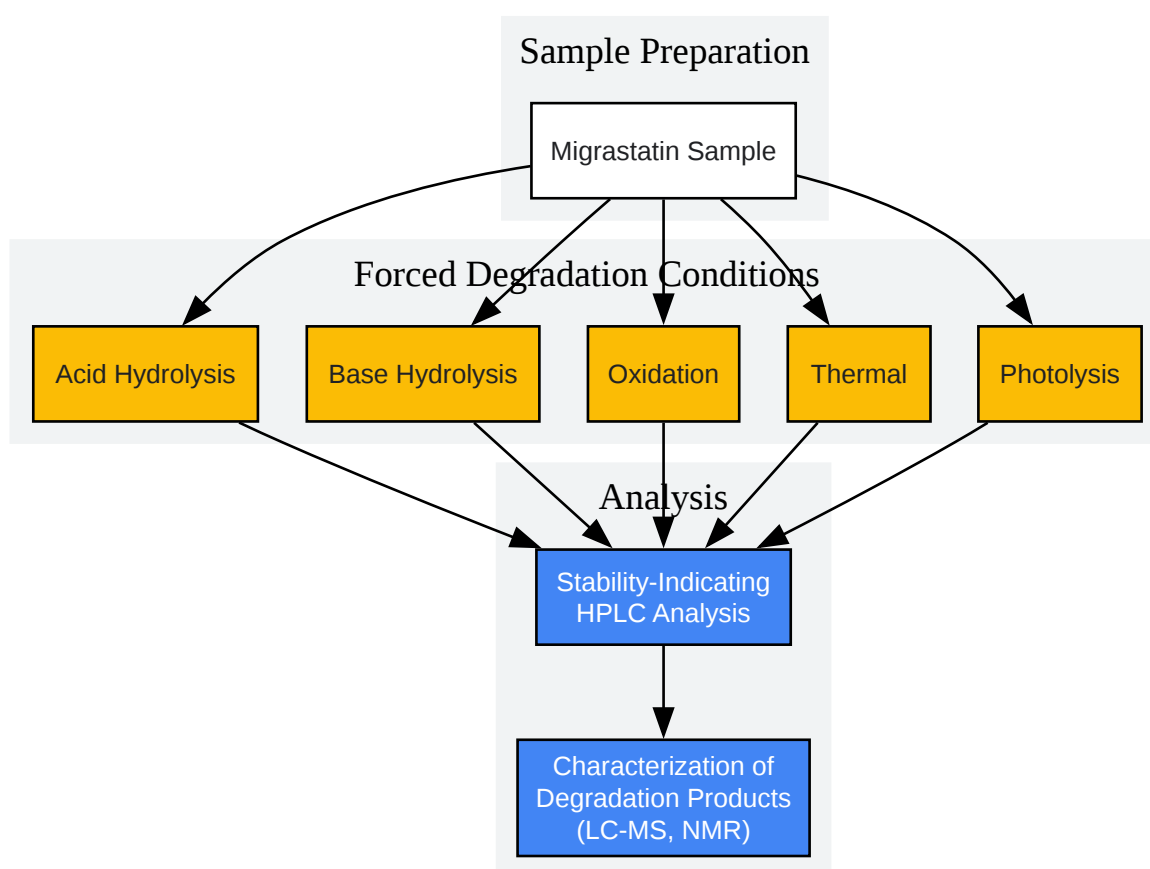 Sample Preparation
Migrastatin Sample
Forced Degradation Conditions
Acid Hydrolysis
Base Hydrolysis
Oxidation
Thermal
Photolysis
Analysis
Stability-Indicating
HPLC Analysis
Characterization of
Degradation Products
(LC-MS, NMR)